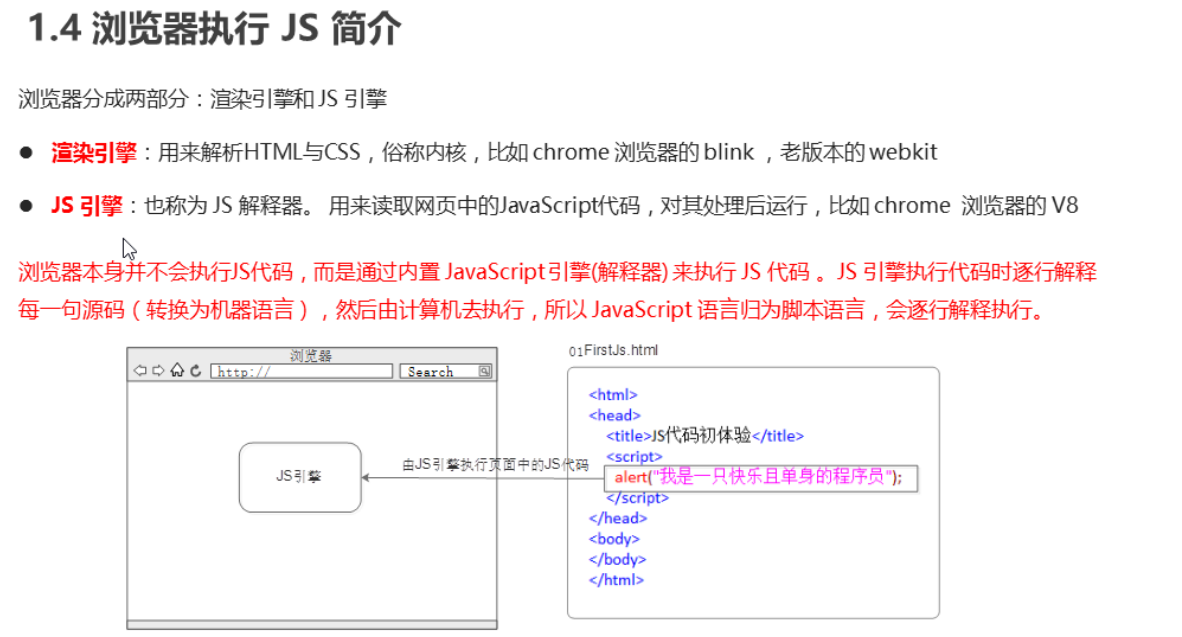 1.4 浏览器执行 JS 简介
浏览器分成两部分：渲染引擎和 JS 引擎
● 渲染引擎：用来解析HTML与CSS，俗称内核，比如 chrome 浏览器的 blink ，老版本的 webkit
● JS 引擎：也称为 JS 解释器。 用来读取网页中的JavaScript代码，对其处理后运行，比如 chrome 浏览器的 V8
浏览器本身并不会执行JS代码，而是通过内置 JavaScript 引擎(解释器) 来执行 JS 代码 。JS 引擎执行代码时逐行解释
每一句源码（转换为机器语言），然后由计算机去执行，所以 JavaScript 语言归为脚本语言，会逐行解释执行。
浏览器
http://
Search
JS引擎
由JS引擎执行页面中的JS代码
01FirstJs.html
<html>
<head>
<title>JS代码初体验</title>
<script>
alert("我是一只快乐且单身的程序员");
</script>
</head>
<body>
</body>
</html>